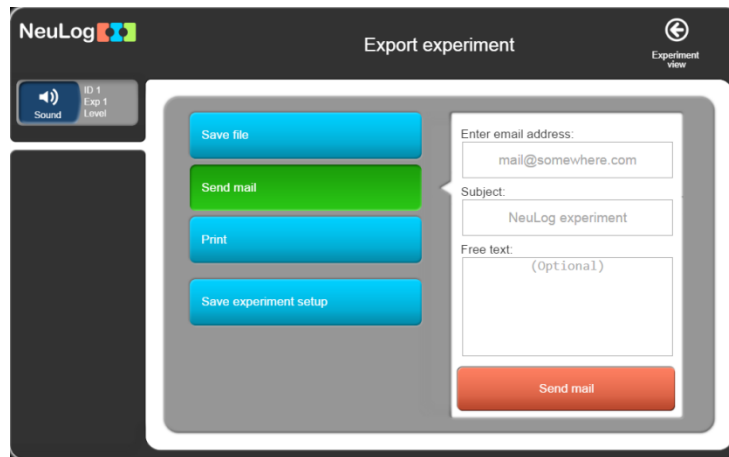 NeuLog
Export experiment
Experiment
view
Sound
ID 1
Exp 1
Level
Save file
Send mail
Print
Save experiment setup
Enter email address:
mail@somewhere.com
Subject:
NeuLog experiment
Free text:
(Optional)
Send mail